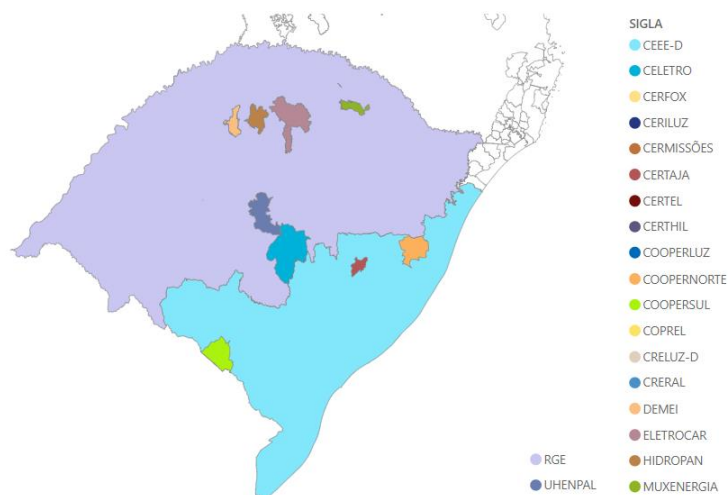 SIGLA
CEEE-D
CELETRO
CERFOX
CERILUZ
CERMISSÕES
CERTAJA
CERTEL
CERTHIL
COOPERLUZ
COOPERNORTE
COOPERSUL
COPREL
CRELUZ-D
CRERAL
DEMEI
ELETROCAR
HIDROPAN
MUXENERGIA
RGE
UHENPAL